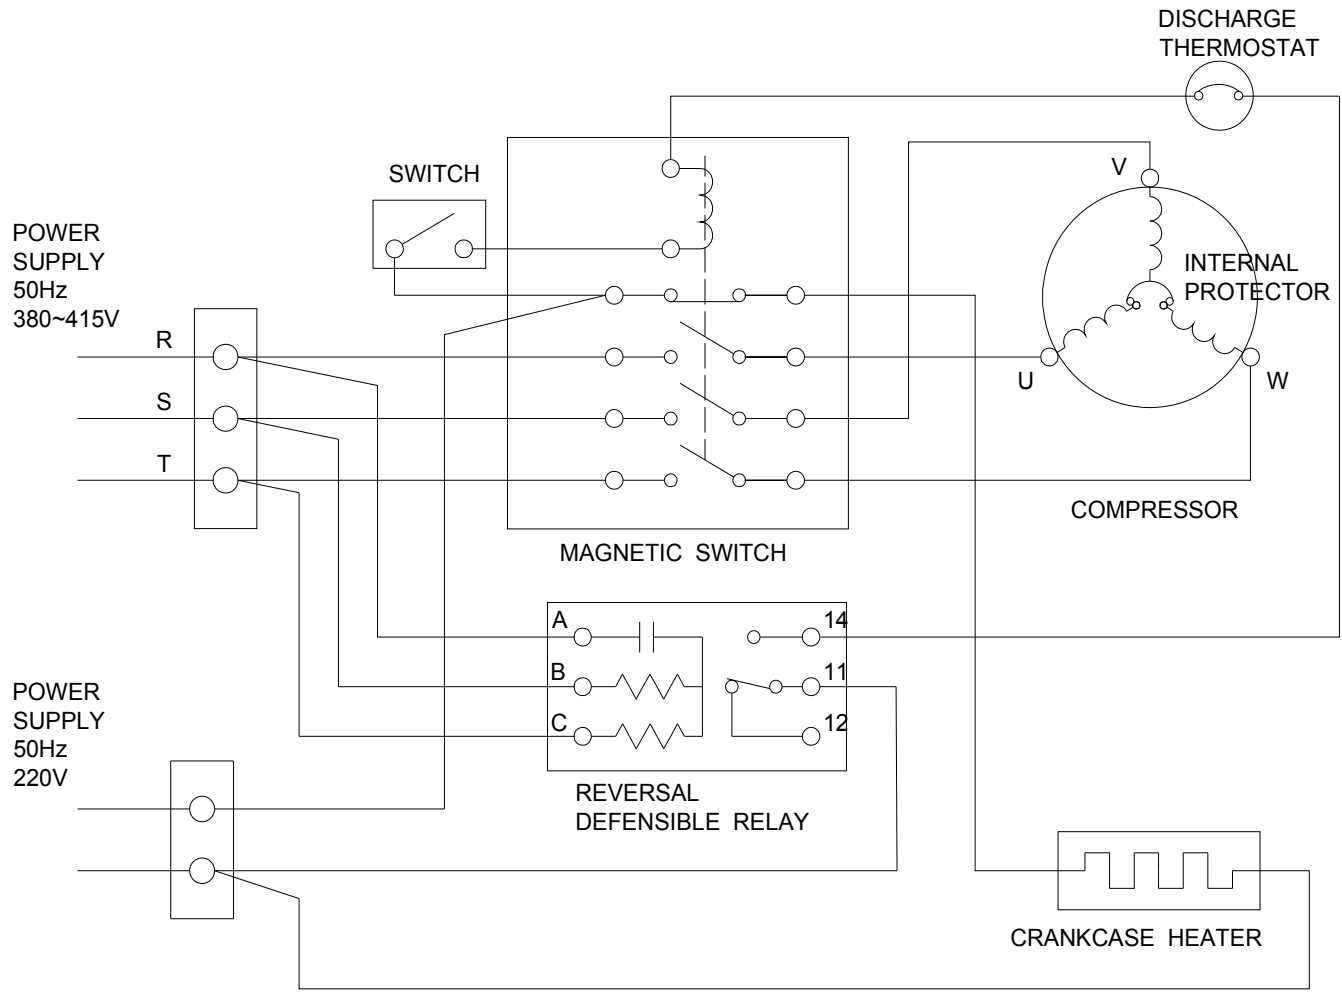 DISCHARGE
THERMOSTAT
SWITCH
V
POWER
SUPPLY
50Hz
380~415V
INTERNAL
PROTECTOR
R
U
W
S
T
COMPRESSOR
MAGNETIC SWITCH
A
14
B
11
C
12
POWER
SUPPLY
50Hz
220V
REVERSAL
DEFENSIBLE RELAY
CRANKCASE HEATER